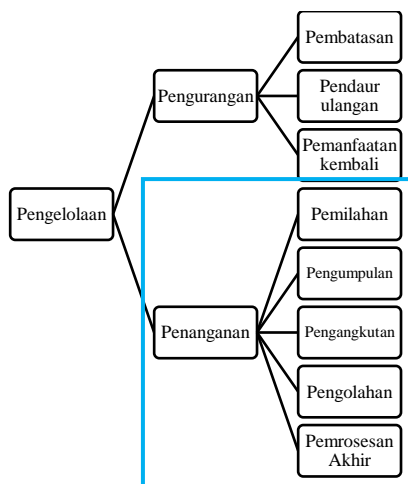 Pembatasan
Pengurangan
Pendaur
ulangan
Pemanfaatan
kembali
Pengelolaan
Pemilahan
Pengumpulan
Penanganan
Pengangkutan
Pengolahan
Pemrosesan
Akhir